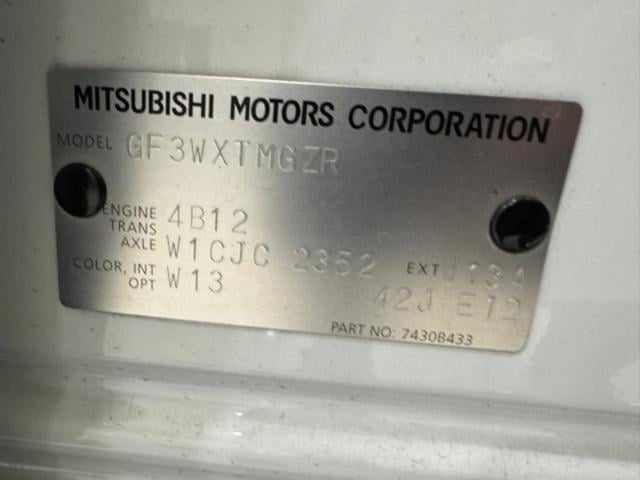 MITSUBISHI MOTORS CORPORATION
MODEL GF3WXTMGZR
ENGINE 4B12
TRANS AXLE W1CJC 2352 EXT W13A
COLOR, INT OPT W13 42J E12
PART NO: 7430B433